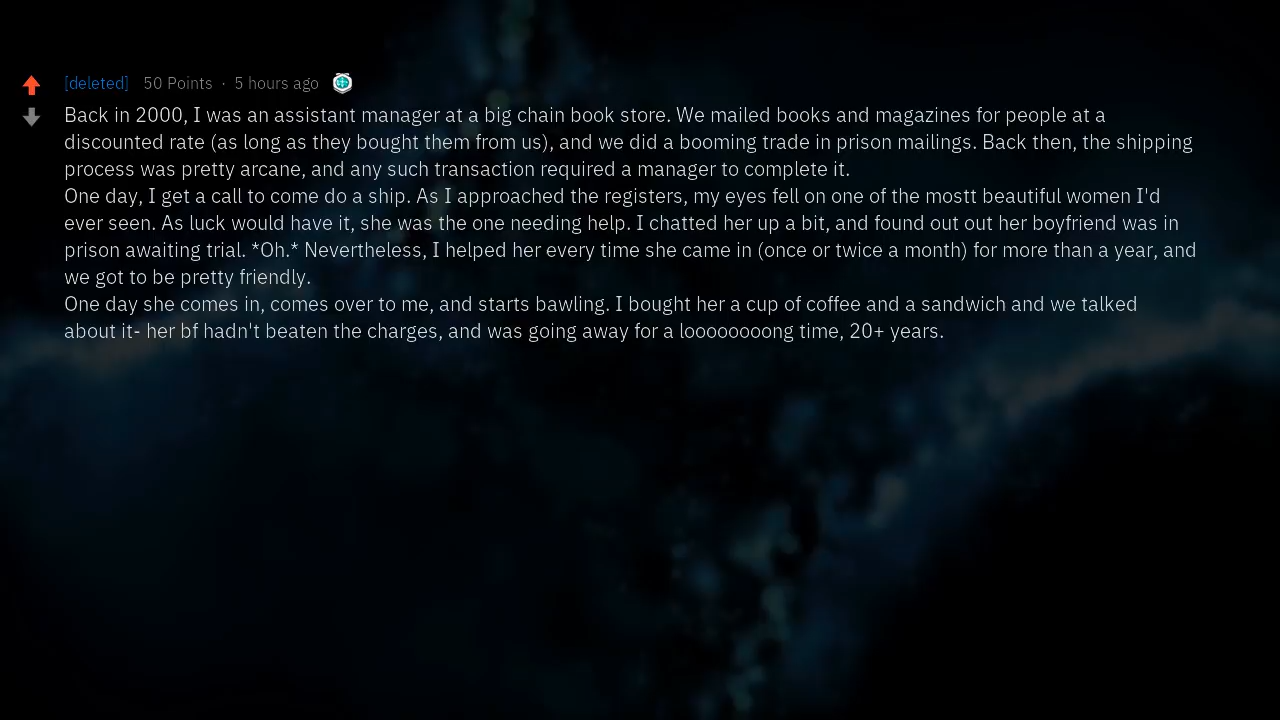 [deleted] 50 Points · 5 hours ago
Back in 2000, I was an assistant manager at a big chain book store. We mailed books and magazines for people at a
discounted rate (as long as they bought them from us), and we did a booming trade in prison mailings. Back then, the shipping
process was pretty arcane, and any such transaction required a manager to complete it.
One day, I get a call to come do a ship. As I approached the registers, my eyes fell on one of the mostt beautiful women I'd
ever seen. As luck would have it, she was the one needing help. I chatted her up a bit, and found out out her boyfriend was in
prison awaiting trial. *Oh.* Nevertheless, I helped her every time she came in (once or twice a month) for more than a year, and
we got to be pretty friendly.
One day she comes in, comes over to me, and starts bawling. I bought her a cup of coffee and a sandwich and we talked
about it- her bf hadn't beaten the charges, and was going away for a loooooooong time, 20+ years.